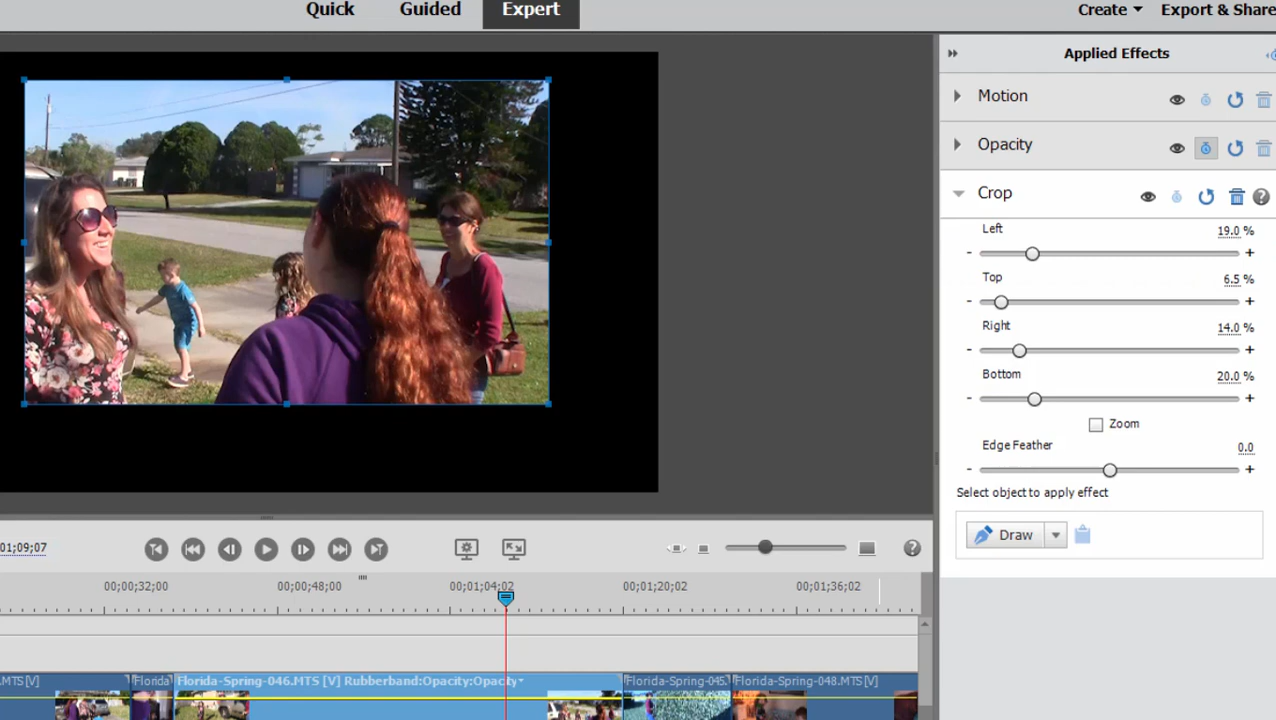 Quick Guided Expert Create Export & Share
Applied Effects
Motion
Opacity
Crop
Left 19.0 %
- +
Top 6.5 %
- +
Right 14.0 %
- +
Bottom 20.0 %
- +
Zoom
Edge Feather 0.0
- +
Select object to apply effect
Draw
01;09;07
00;00;32;00 00;00;48;00 00;01;04;02 00;01;20;02 00;01;36;02
.MTS [V] Florida Florida-Spring-046.MTS [V] Rubberband:Opacity:Opacity Florida-Spring-045. Florida-Spring-048.MTS [V]